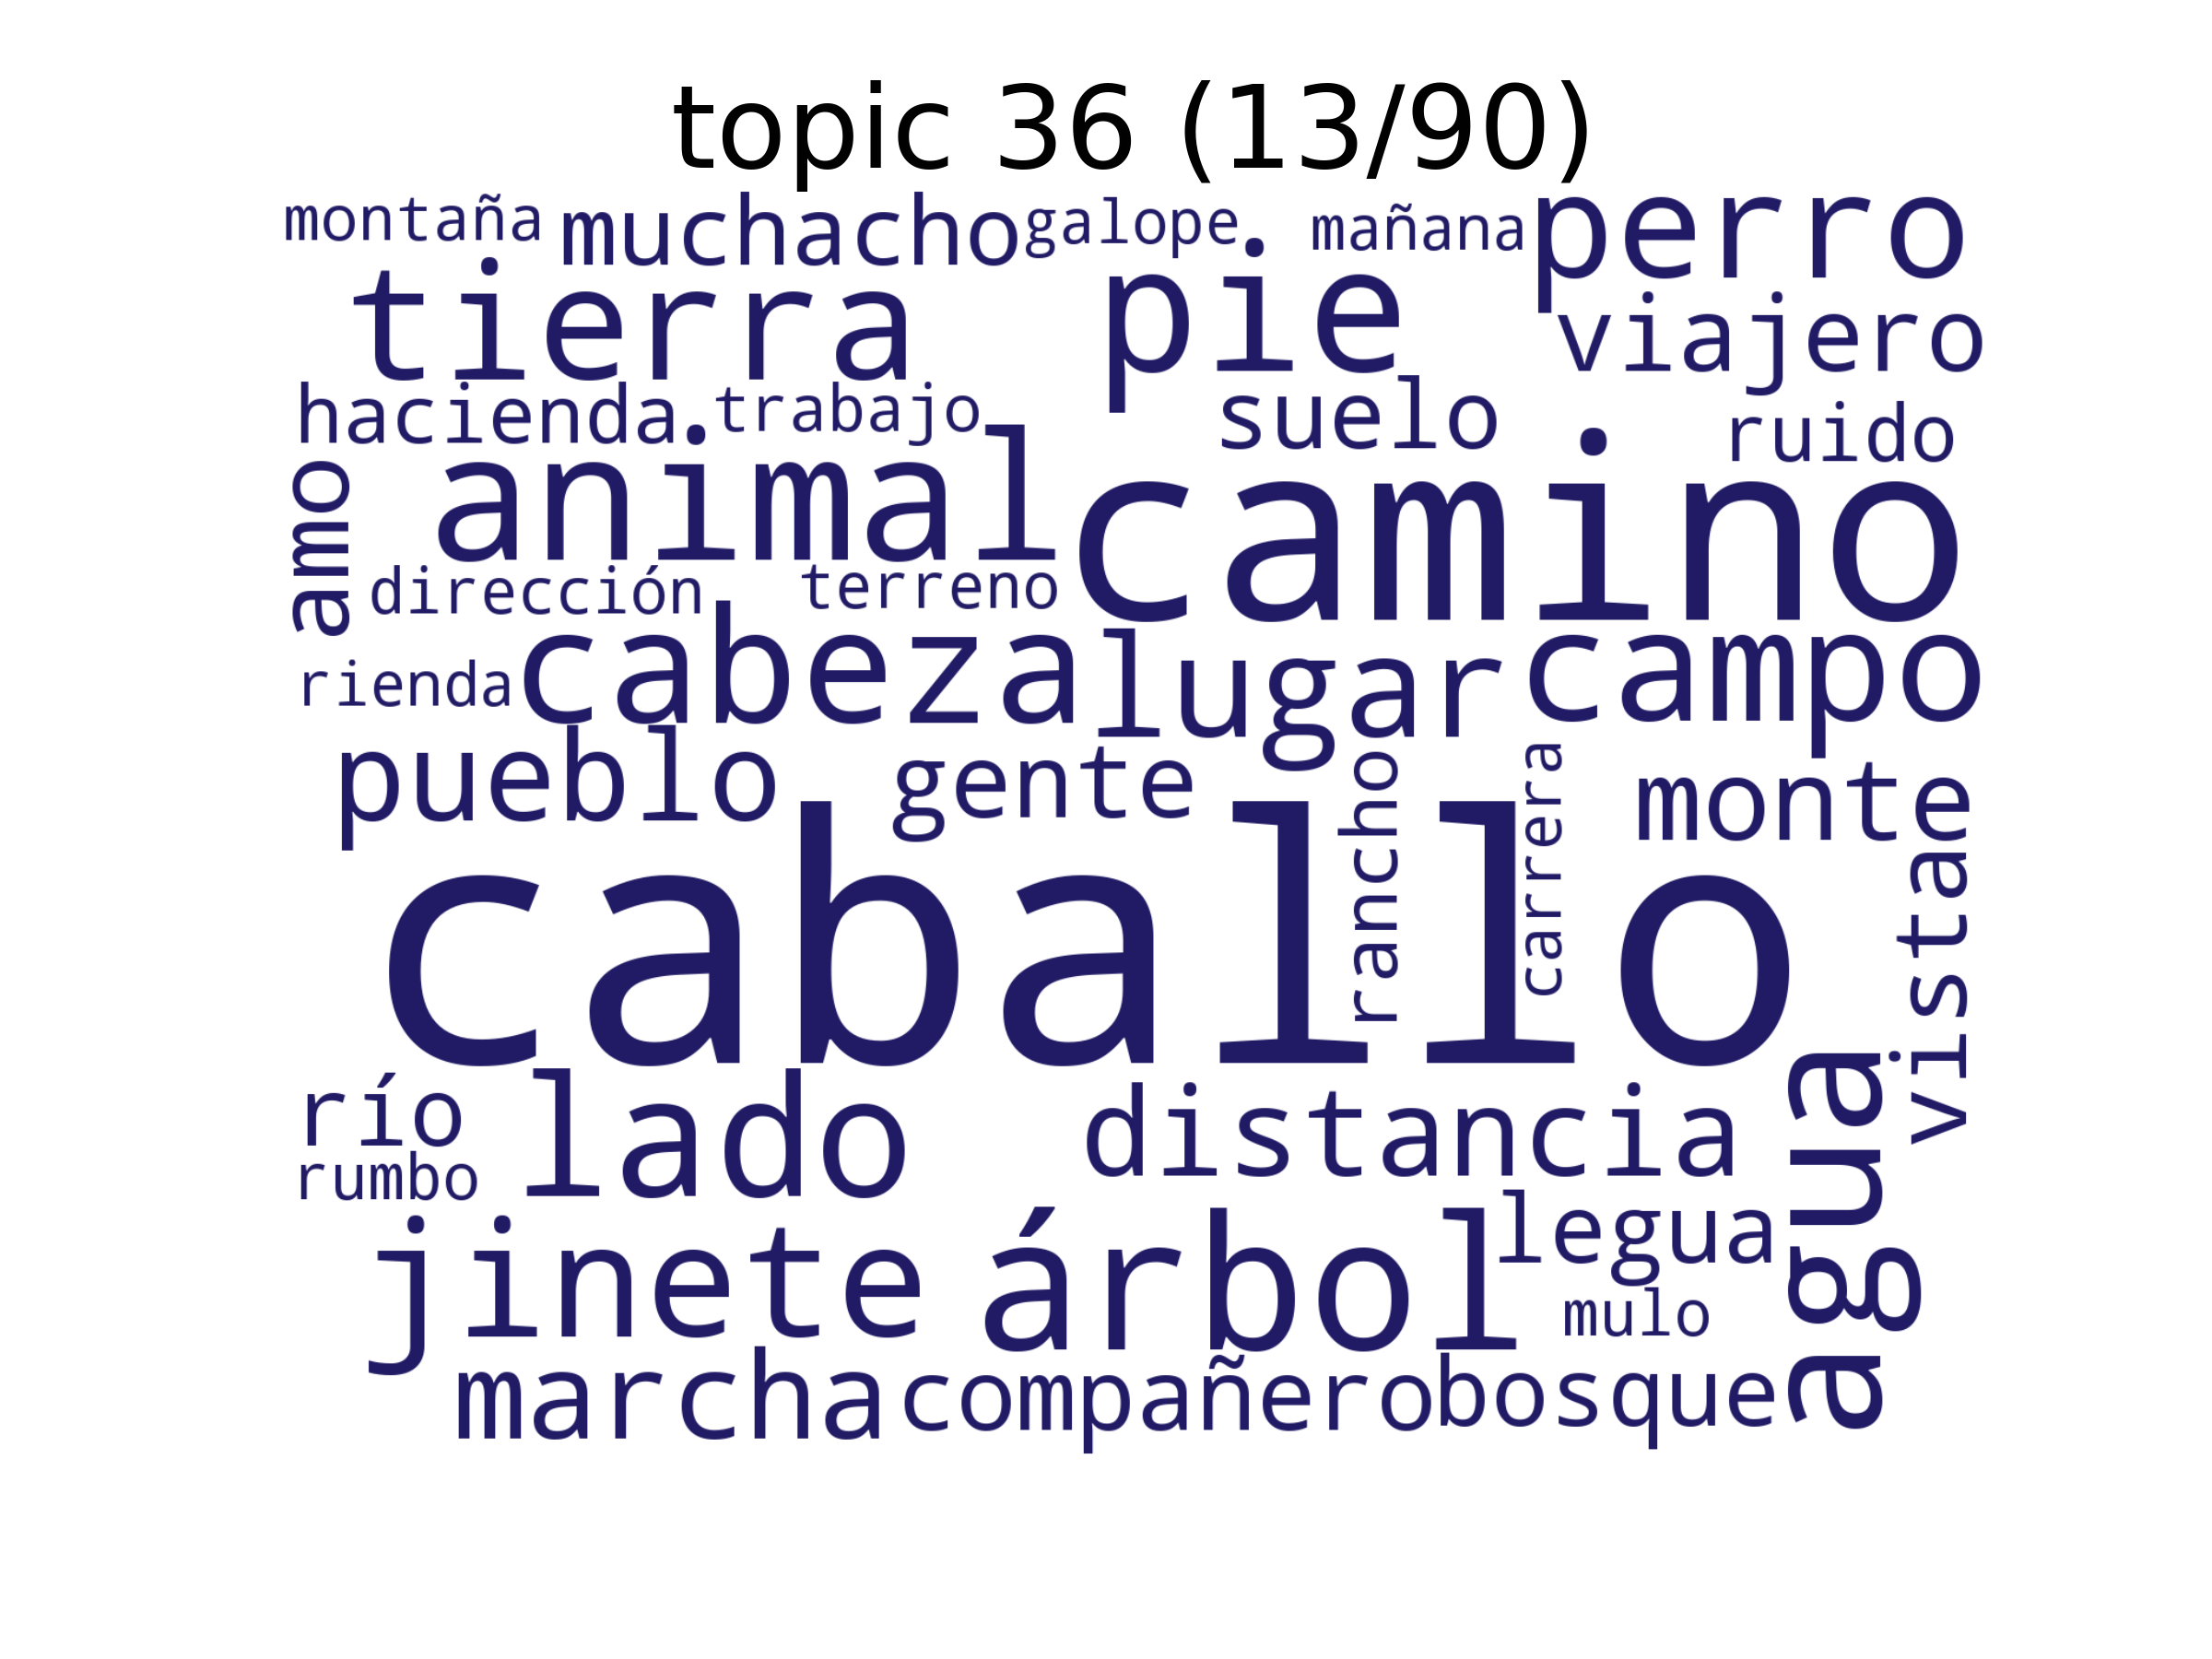 topic 36 (13/90)
montaña muchacho galope mañana perro
tierra pie viajero
hacienda trabajo suelo ruido
amo animal camino
dirección terreno
rienda cabeza lugar campo
pueblo gente rancho carrera monte
caballo vista
río lado distancia agua
rumbo
jinete árbol legua
mulo
marcha compañero bosque